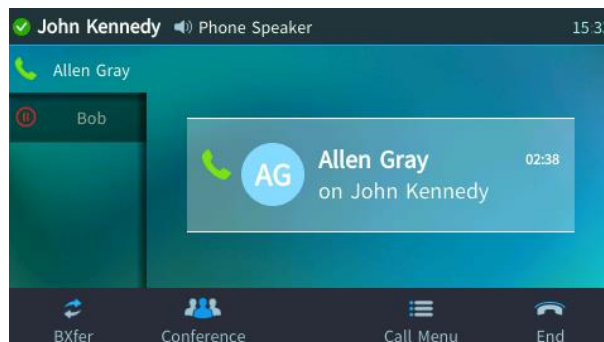 John Kennedy Phone Speaker 15:33
Allen Gray
Bob
AG Allen Gray 02:38
on John Kennedy
BXfer Conference Call Menu End